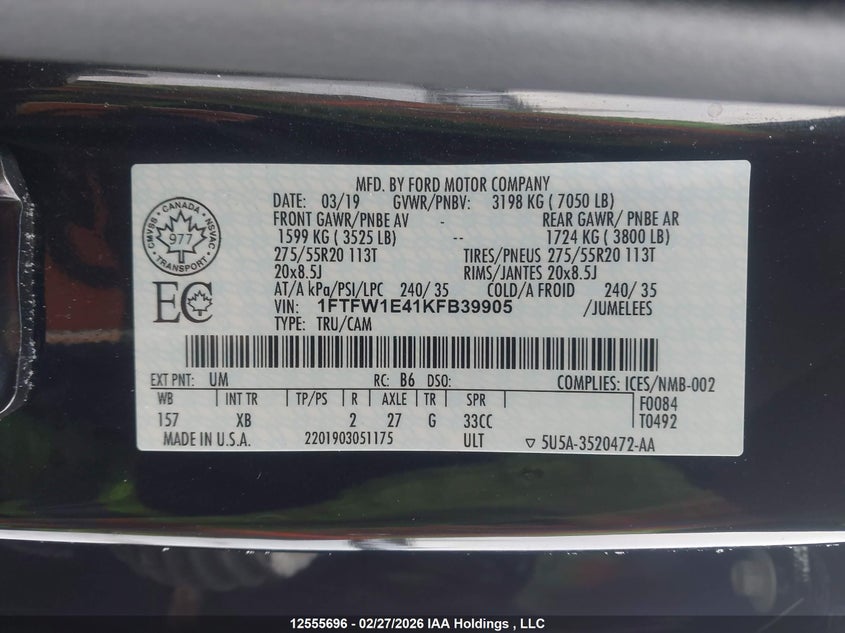 MFD. BY FORD MOTOR COMPANY
DATE: 03/19 GVWR/PNBV: 3198 KG ( 7050 LB)
FRONT GAWR/PNBE AV - REAR GAWR/ PNBE AR
1599 KG ( 3525 LB) -- 1724 KG ( 3800 LB)
275/55R20 113T TIRES/PNEUS 275/55R20 113T
20x8.5J RIMS/JANTES 20x8.5J
AT/A kPa/PSI/LPC 240/ 35 COLD/A FROID 240/ 35
VIN: 1FTFW1E41KFB39905 /JUMELEES
TYPE: TRU/CAM
CANADA
CMVSS NSVAC
977
TRANSPORT
EC
EXT PNT: UM RC: B6 DSO: COMPLIES: ICES/NMB-002
WB INT TR TP/PS R AXLE TR SPR F0084
157 XB 2 27 G 33CC T0492
MADE IN U.S.A. 2201903051175 ULT ▽ 5U5A-3520472-AA
12555696 - 02/27/2026 IAA Holdings , LLC